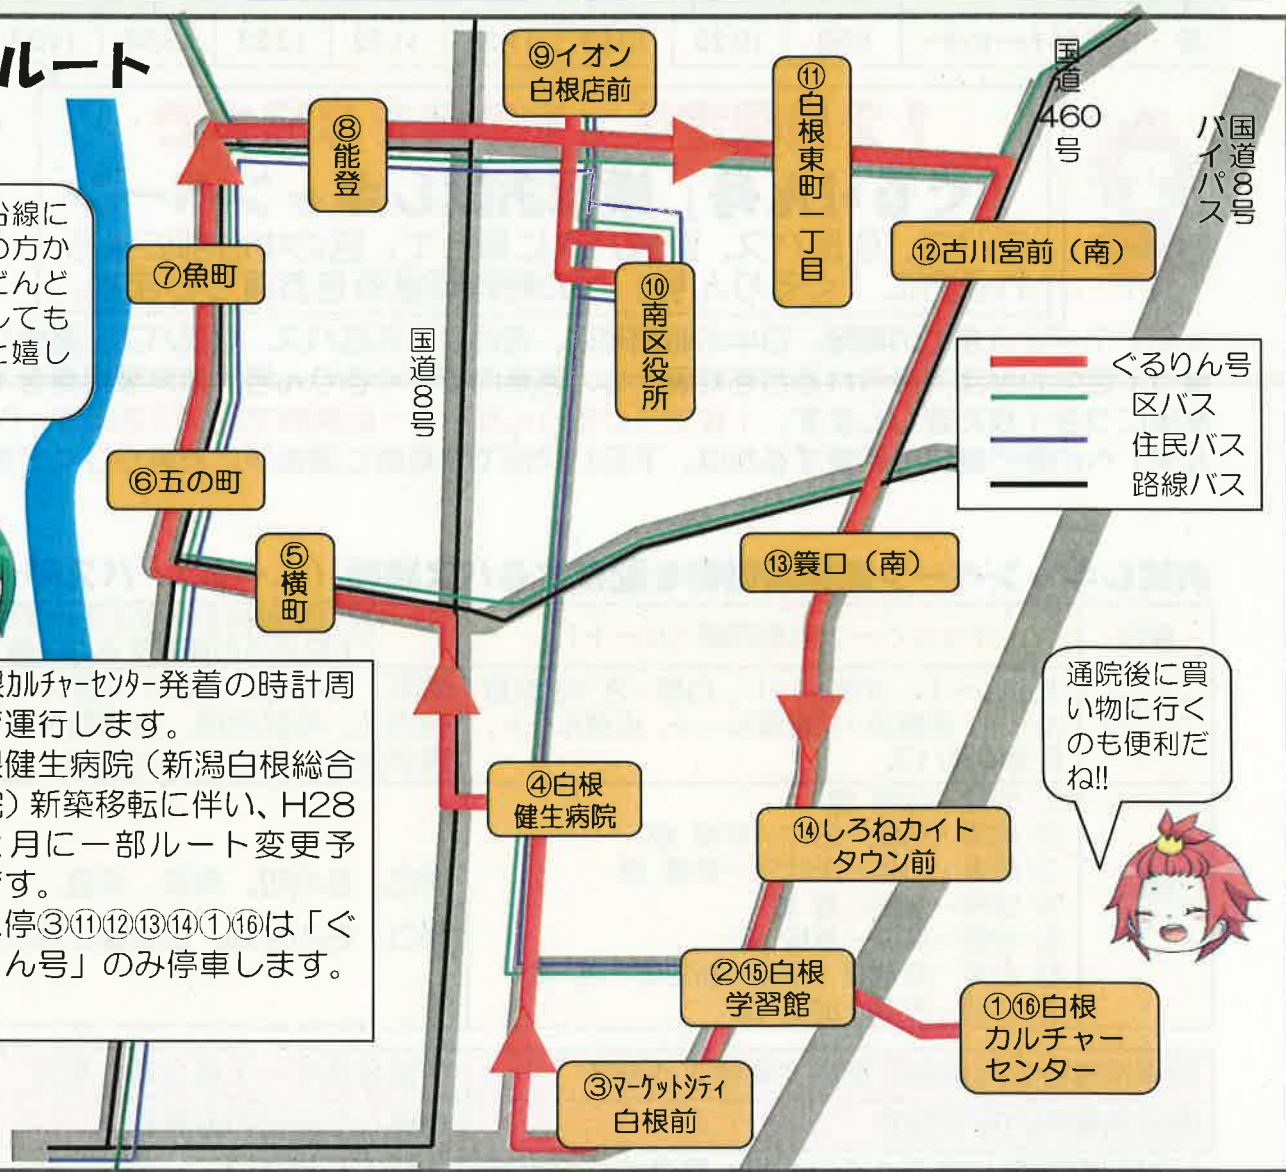 ルート
⑨イオン
白根店前
⑪白根東町一丁目
国道460号
国道8号
バイパス
⑧能登
沿線に
の方か
どんど
しても
と嬉し
⑦魚町
⑫古川宮前（南）
⑩南区役所
国道8号
ぐるりん号
区バス
住民バス
路線バス
⑥五の町
⑤横町
⑬簑口（南）
根ｶﾙﾁｬｰｾﾝﾀｰ発着の時計周
運行します。
根健生病院（新潟白根総合
院）新築移転に伴い、H28
月に一部ルート変更予
です。
停③⑪⑫⑬⑭①⑯は「ぐ
ん号」のみ停車します。
④白根
健生病院
通院後に買
い物に行く
のも便利だ
ね!!
⑭しろねカイト
タウン前
②⑮白根
学習館
①⑯白根
カルチャー
センター
③ﾏｰｹｯﾄｼﾃｨ
白根前